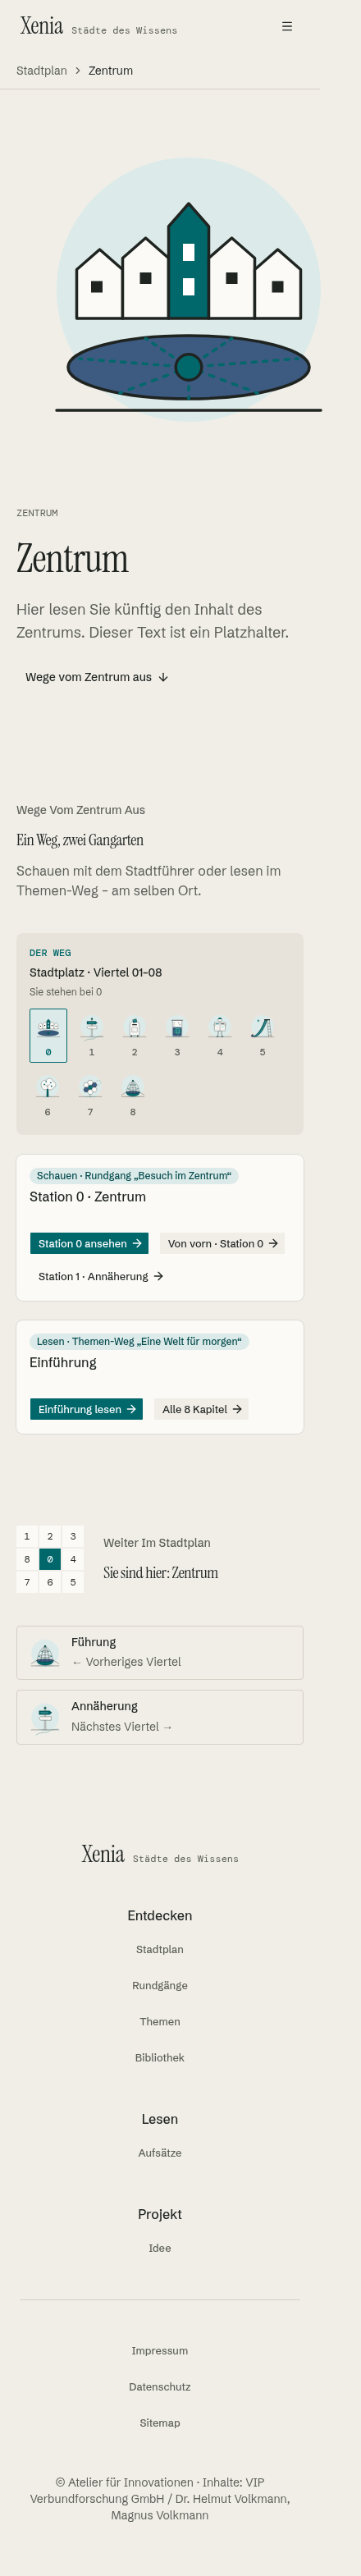 Xenia Städte des Wissens
Stadtplan > Zentrum
ZENTRUM
Zentrum
Hier lesen Sie künftig den Inhalt des
Zentrums. Dieser Text ist ein Platzhalter.
Wege vom Zentrum aus ↓
Wege Vom Zentrum Aus
Ein Weg, zwei Gangarten
Schauen mit dem Stadtführer oder lesen im
Themen-Weg – am selben Ort.
DER WEG
Stadtplatz · Viertel 01–08
Sie stehen bei 0
0 1 2 3 4 5
6 7 8
Schauen · Rundgang „Besuch im Zentrum“
Station 0 · Zentrum
Station 0 ansehen → Von vorn · Station 0 →
Station 1 · Annäherung →
Lesen · Themen-Weg „Eine Welt für morgen“
Einführung
Einführung lesen → Alle 8 Kapitel →
1 2 3
8 0 4
7 6 5
Weiter Im Stadtplan
Sie sind hier: Zentrum
Führung
← Vorheriges Viertel
Annäherung
Nächstes Viertel →
Xenia Städte des Wissens
Entdecken
Stadtplan
Rundgänge
Themen
Bibliothek
Lesen
Aufsätze
Projekt
Idee
Impressum
Datenschutz
Sitemap
© Atelier für Innovationen · Inhalte: VIP
Verbundforschung GmbH / Dr. Helmut Volkmann,
Magnus Volkmann